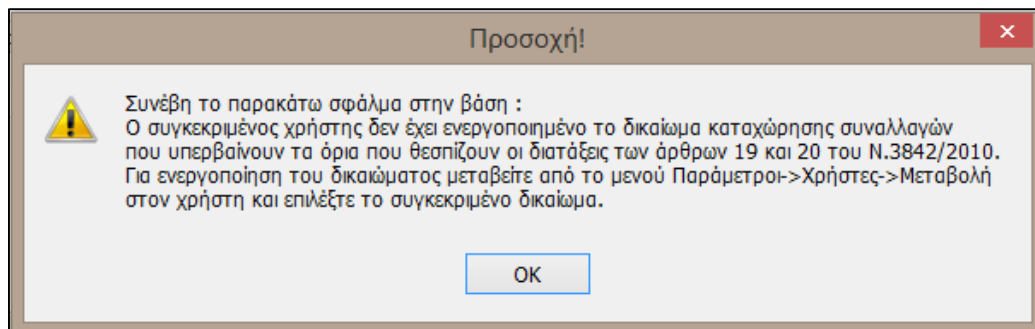 Προσοχή!
Συνέβη το παρακάτω σφάλμα στην βάση :
Ο συγκεκριμένος χρήστης δεν έχει ενεργοποιημένο το δικαίωμα καταχώρησης συναλλαγών
που υπερβαίνουν τα όρια που θεσπίζουν οι διατάξεις των άρθρων 19 και 20 του Ν.3842/2010.
Για ενεργοποίηση του δικαιώματος μεταβείτε από το μενού Παράμετροι->Χρήστες->Μεταβολή
στον χρήστη και επιλέξτε το συγκεκριμένο δικαίωμα.
OK